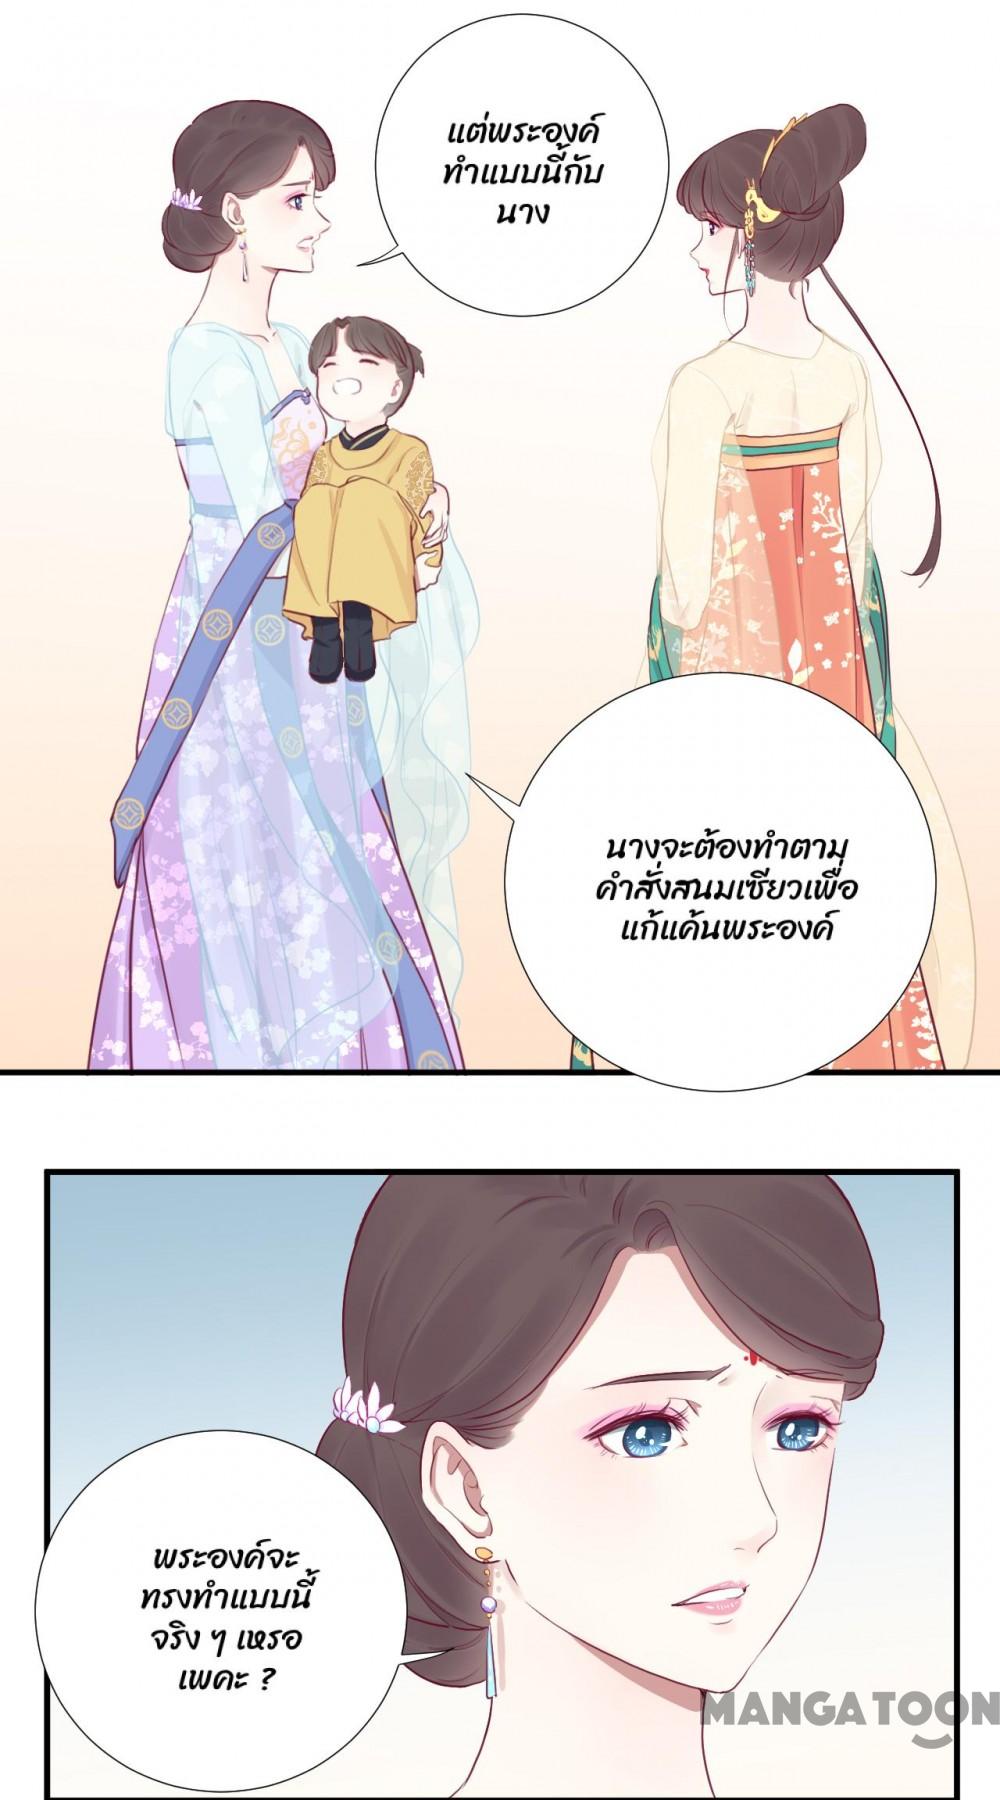 แต่พระองค์
ทำแบบนี้กับ
นาง
นางจะต้องทำตาม
คำสั่งสนมเซียวเพื่อ
แก้แค้นพระองค์
พระองค์จะ
ทรงทำแบบนี้
จริง ๆ เหรอ
เพคะ ?
MANGATOON